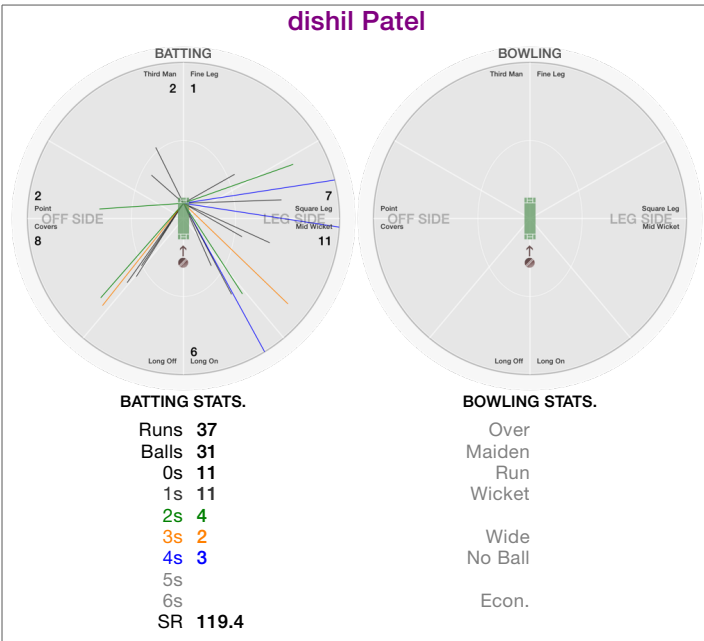 dishil Patel
BATTING
Third Man Fine Leg
2 1
2
Point
OFF SIDE
Covers
8
7
Square Leg
LEG SIDE
Mid Wicket
11
6
Long Off Long On
BOWLING
Third Man Fine Leg
Point
OFF SIDE
Covers
Square Leg
LEG SIDE
Mid Wicket
Long Off Long On
BATTING STATS.
Runs 37
Balls 31
0s 11
1s 11
2s 4
3s 2
4s 3
5s
6s
SR 119.4
BOWLING STATS.
Over
Maiden
Run
Wicket
Wide
No Ball
Econ.